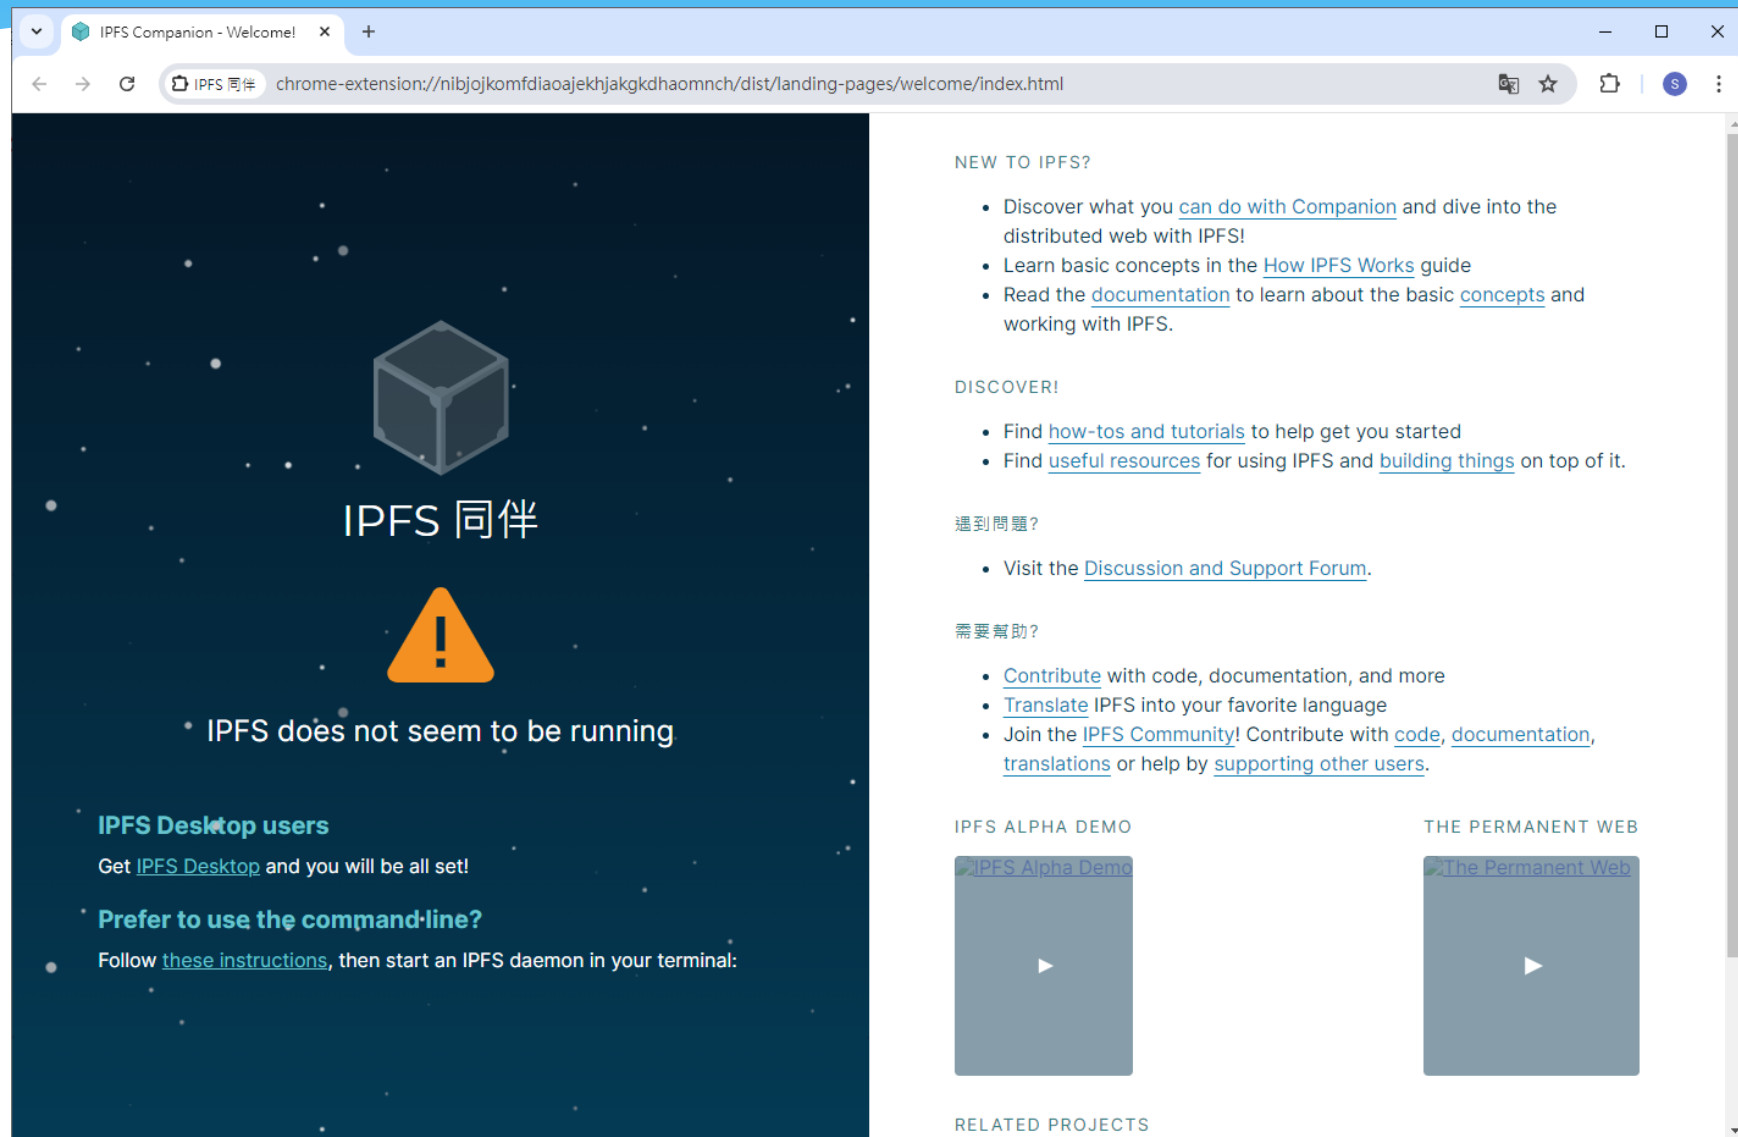 IPFS Companion - Welcome!
IPFS 同伴
chrome-extension://nibjojkomfdiaoajekhjakgkdhaomnch/dist/landing-pages/welcome/index.html
S
IPFS 同伴
IPFS does not seem to be running
IPFS Desktop users
Get IPFS Desktop and you will be all set!
Prefer to use the command-line?
Follow these instructions, then start an IPFS daemon in your terminal:
NEW TO IPFS?
• Discover what you can do with Companion and dive into the
distributed web with IPFS!
• Learn basic concepts in the How IPFS Works guide
• Read the documentation to learn about the basic concepts and
working with IPFS.
DISCOVER!
• Find how-tos and tutorials to help get you started
• Find useful resources for using IPFS and building things on top of it.
遇到問題?
• Visit the Discussion and Support Forum.
需要幫助?
• Contribute with code, documentation, and more
• Translate IPFS into your favorite language
• Join the IPFS Community! Contribute with code, documentation,
translations or help by supporting other users.
IPFS ALPHA DEMO
IPFS Alpha Demo
THE PERMANENT WEB
The Permanent Web
RELATED PROJECTS